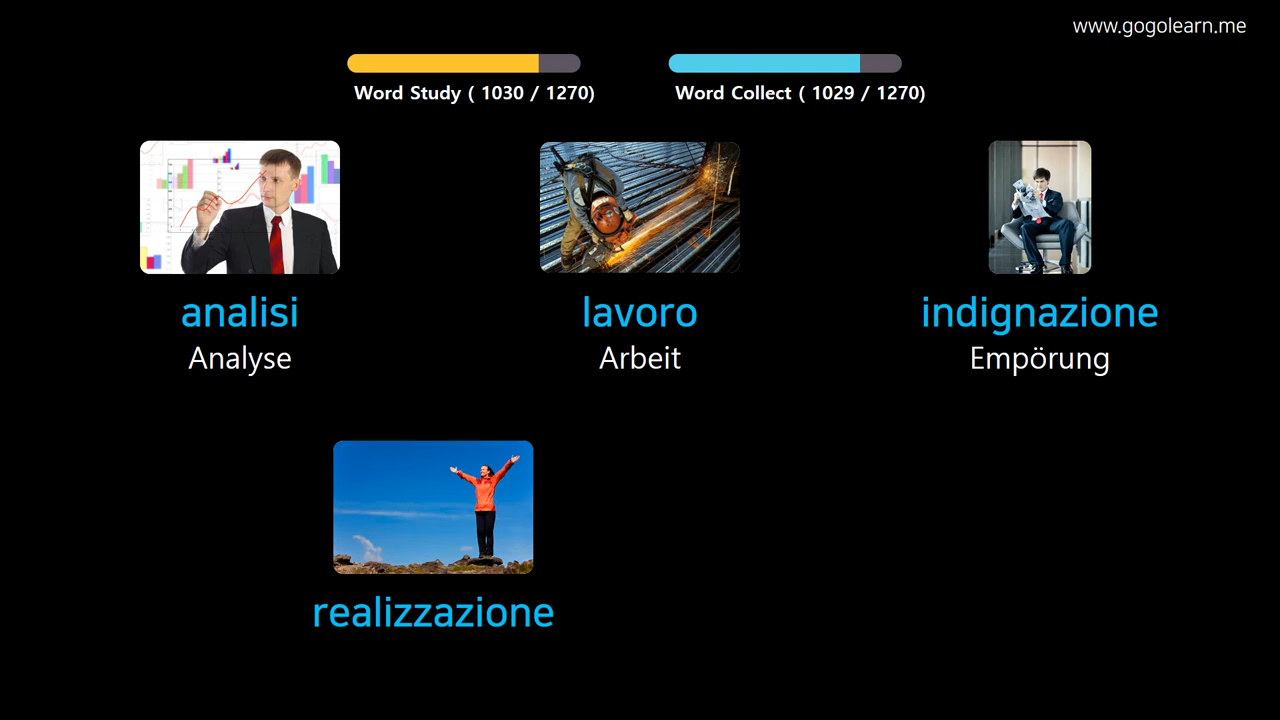 www.gogolearn.me
Word Study ( 1030 / 1270)
Word Collect ( 1029 / 1270)
analisi
Analyse
lavoro
Arbeit
indignazione
Empörung
realizzazione